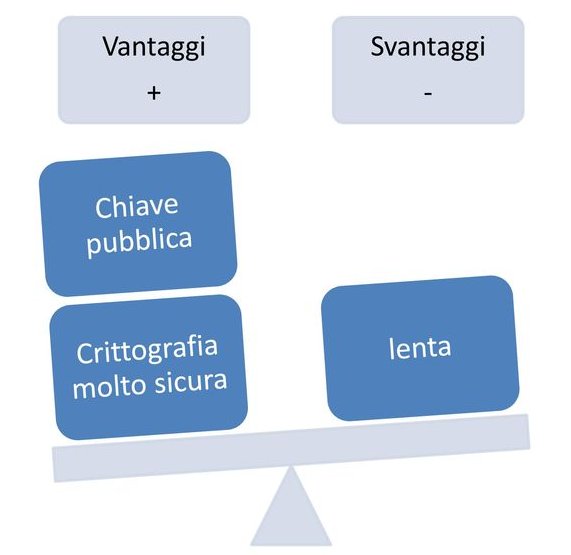 Vantaggi
+
Svantaggi
-
Chiave
pubblica
Crittografia
molto sicura
lenta